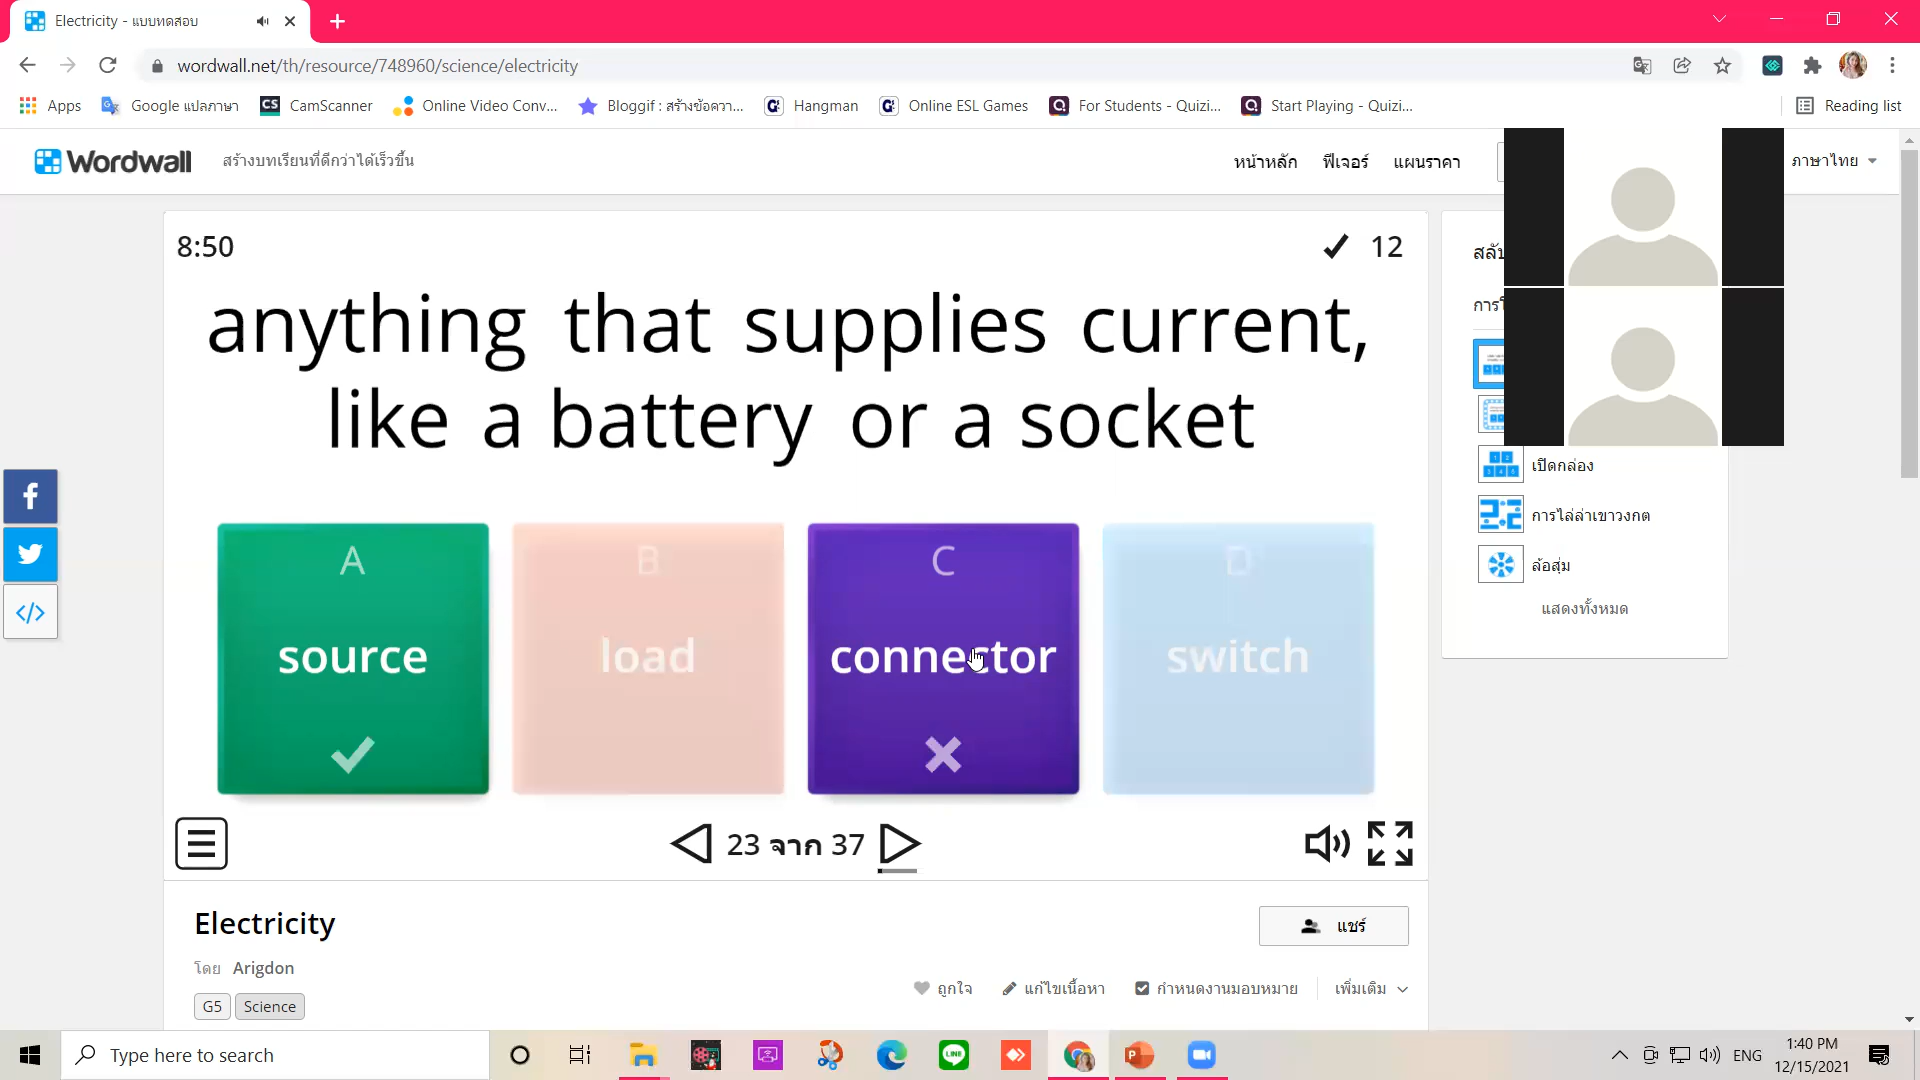 Electricity - แบบทดสอบ
wordwall.net/th/resource/748960/science/electricity
Apps
Google แปลภาษา
CS CamScanner
Online Video Conv...
Bloggif : สร้างข้อควา...
Hangman
Online ESL Games
For Students - Quizi...
Start Playing - Quizi...
Reading list
Wordwall
สร้างบทเรียนที่ดีกว่าได้เร็วขึ้น
หน้าหลัก
ฟีเจอร์
แผนราคา
ภาษาไทย
8:50
12
anything that supplies current,
like a battery or a socket
A
source
B
load
C
connector
D
switch
23 จาก 37
สลับ
เปิดกล่อง
การไล่ล่าเขาวงกต
ล้อสุ่ม
แสดงทั้งหมด
Electricity
แชร์
โดย Arigdon
G5
Science
ถูกใจ
แก้ไขเนื้อหา
กำหนดงานมอบหมาย
เพิ่มเติม
Type here to search
LINE
ENG
1:40 PM
12/15/2021